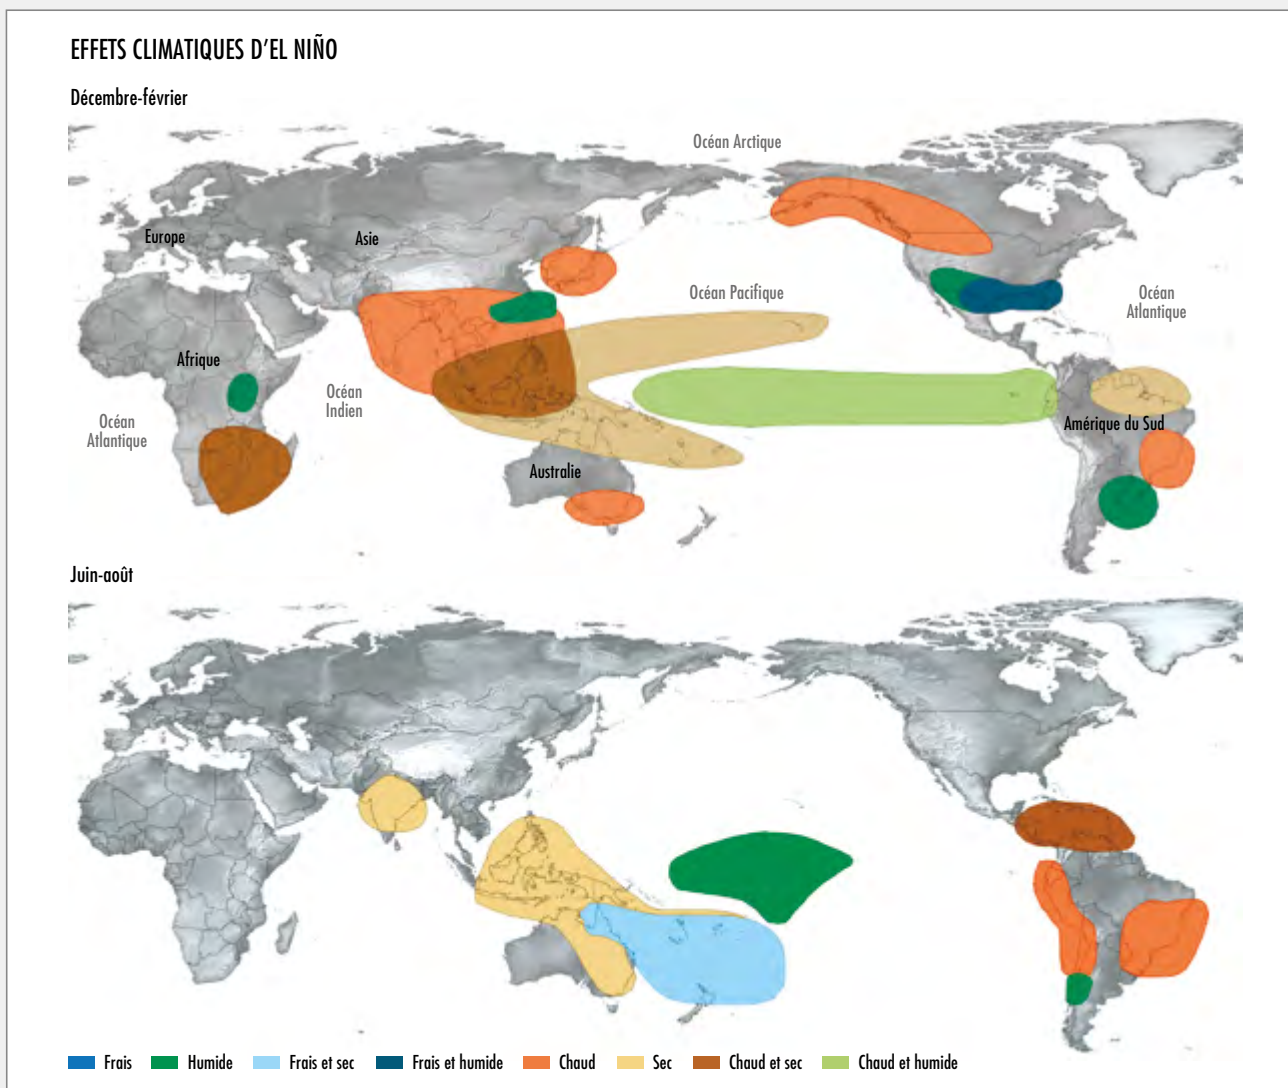 EFFETS CLIMATIQUES D'EL NIÑO
Décembre-février
Océan Arctique
Europe
Asie
Océan Pacifique
Océan
Atlantique
Afrique
Océan
Indien
Océan
Atlantique
Amérique du Sud
Australie
Juin-août
Frais
Humide
Frais et sec
Frais et humide
Chaud
Sec
Chaud et sec
Chaud et humide